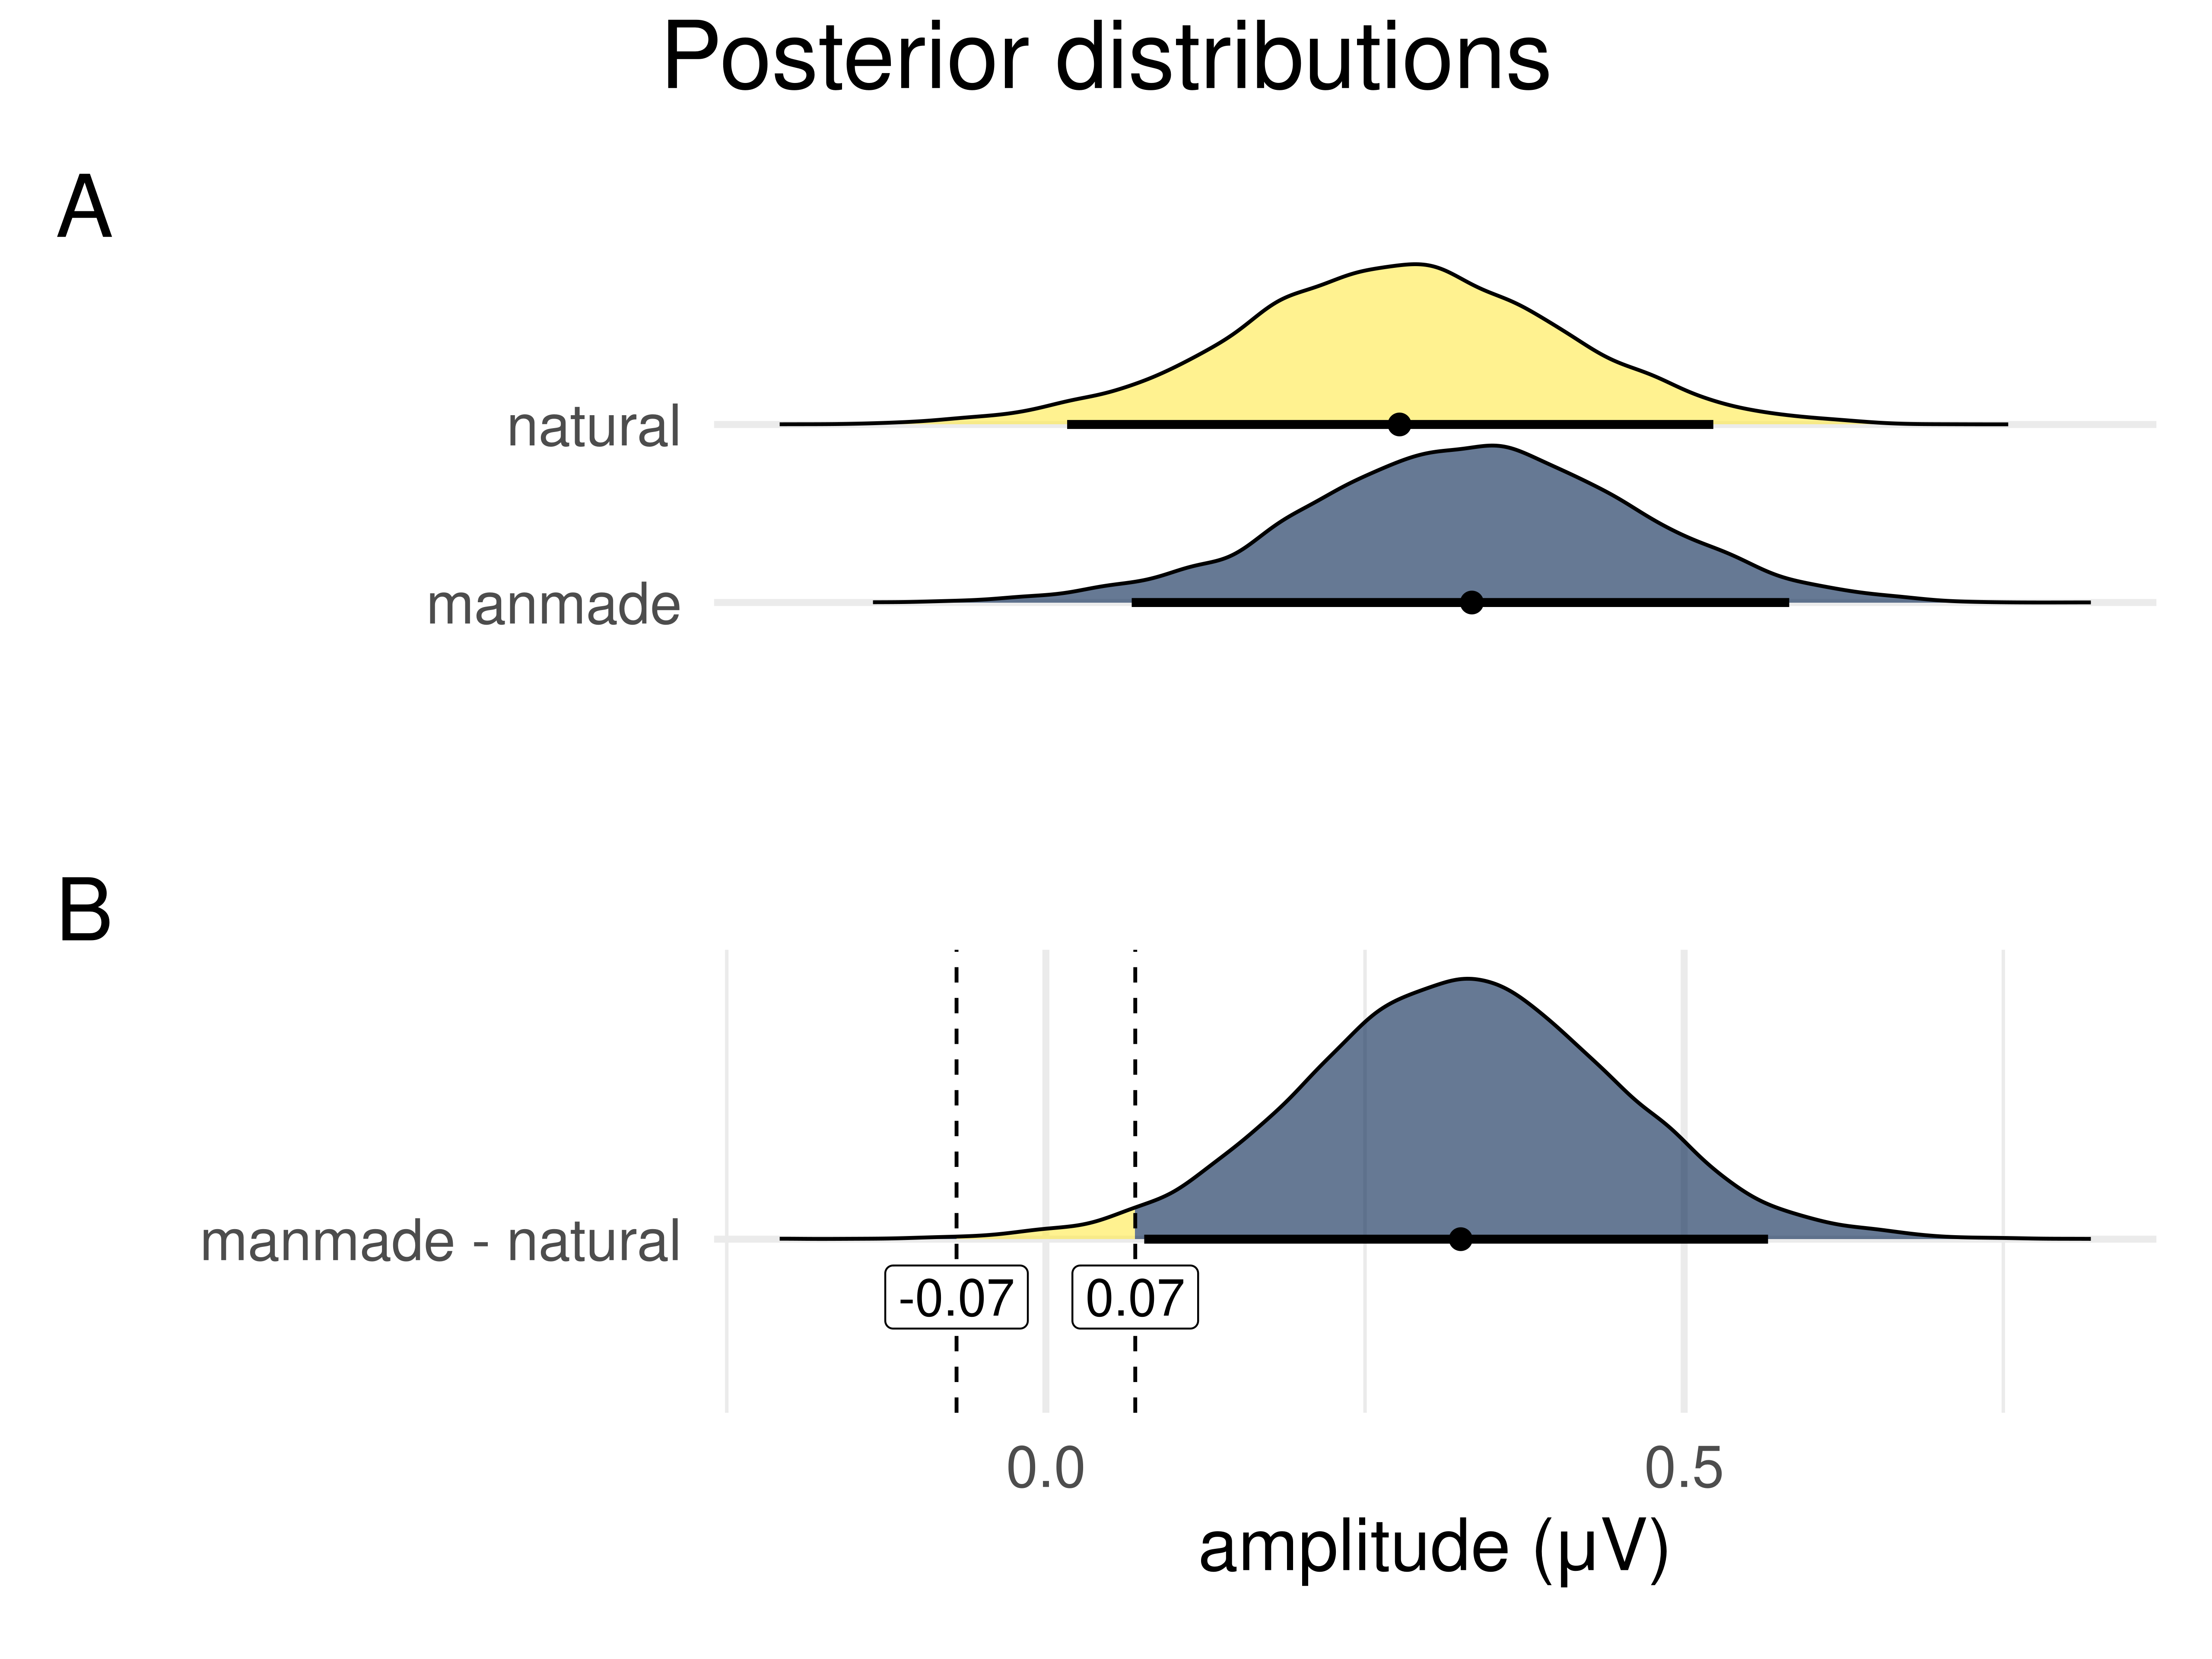 Posterior distributions
A
natural
manmade
B
manmade - natural
-0.07 0.07
0.0 0.5
amplitude (µV)